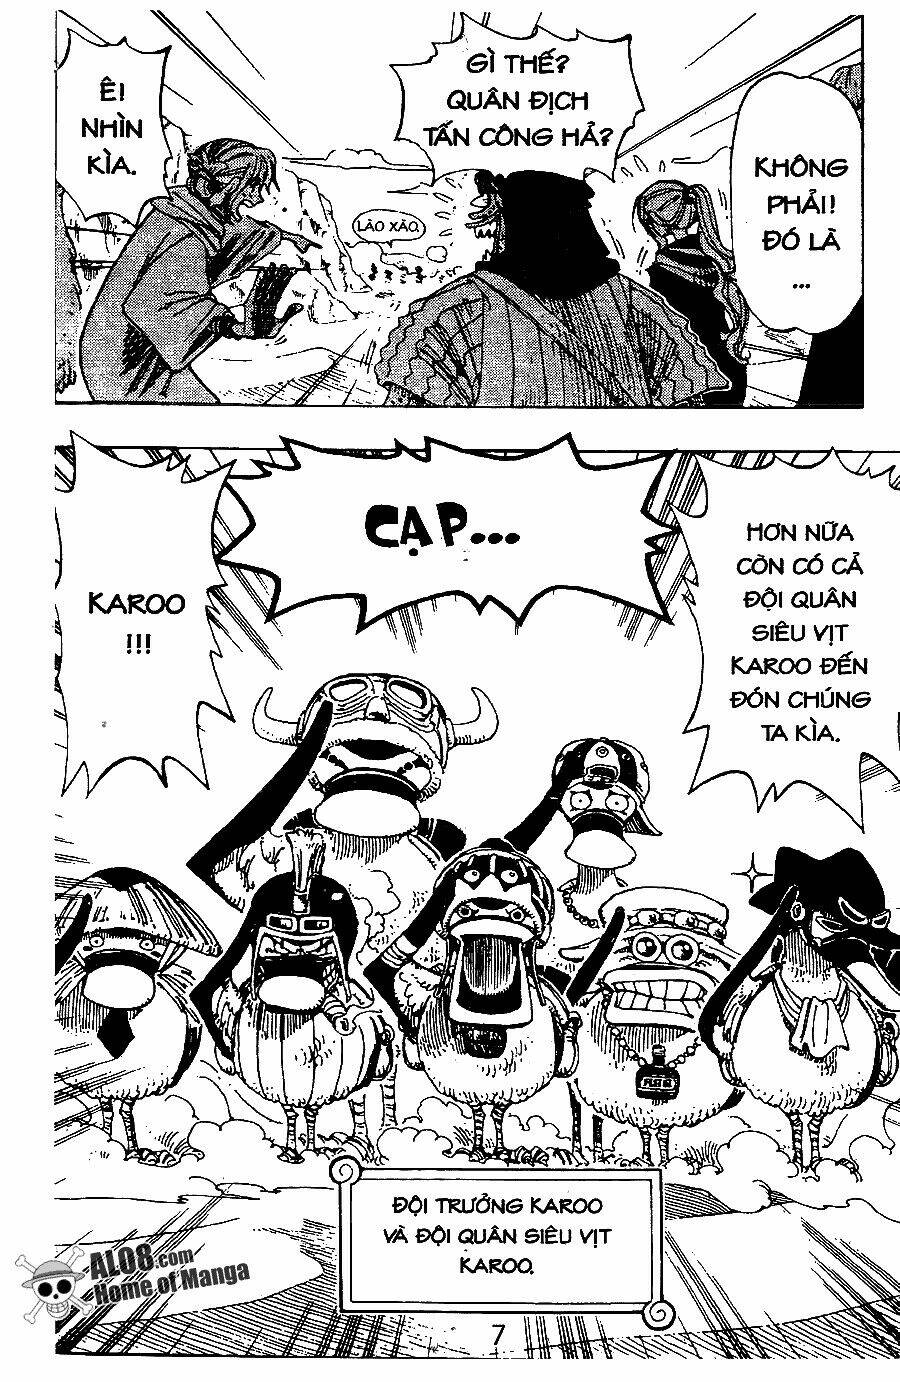 Ê!
NHÌN
KÌA.
GÌ THẾ?
QUÂN ĐỊCH
TẤN CÔNG HẢ?
LÀO XÀO.
KHÔNG
PHẢI!
ĐÓ LÀ
...
KAROO
!!!
CẠP...
HƠN NỮA
CÒN CÓ CẢ
ĐỘI QUÂN
SIÊU VỊT
KAROO ĐẾN
ĐÓN CHÚNG
TA KÌA.
ĐỘI TRƯỞNG KAROO
VÀ ĐỘI QUÂN SIÊU VỊT
KAROO.
AL08.com
Home of Manga
7